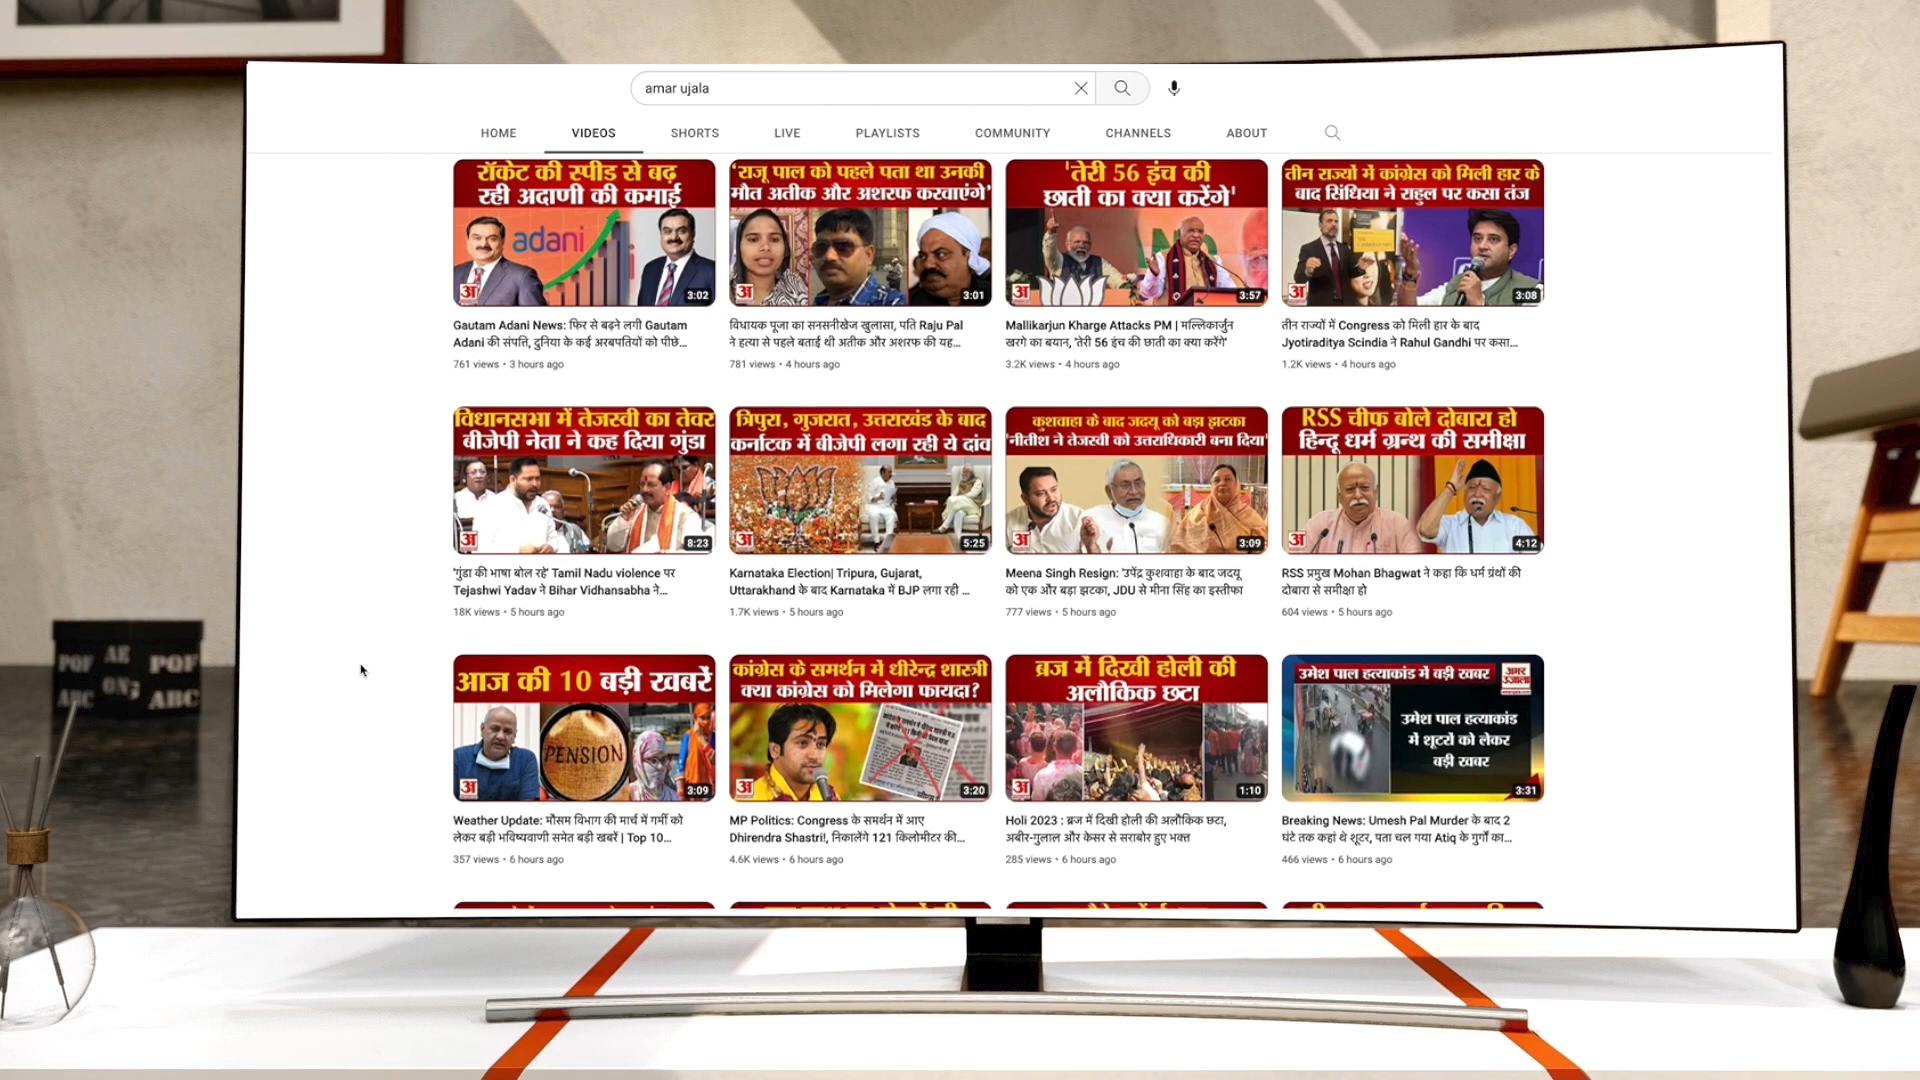 amar ujala
HOME VIDEOS SHORTS LIVE PLAYLISTS COMMUNITY CHANNELS ABOUT
रॉकेट की स्पीड से बढ़
रही अदाणी की कमाई
adani
अ
3:02
Gautam Adani News: फिर से बढ़ने लगी Gautam
Adani की संपत्ति, दुनिया के कई अरबपतियों को पीछे...
761 views • 3 hours ago
'राजू पाल को पहले पता था उनकी
मौत अतीक और अशरफ करवाएंगे'
अ
3:01
विधायक पूजा का सनसनीखेज खुलासा, पति Raju Pal
ने हत्या से पहले बताई थी अतीक और अशरफ की यह...
781 views • 4 hours ago
'तेरी 56 इंच की
छाती का क्या करेंगे'
अ
3:57
Mallikarjun Kharge Attacks PM | मल्लिकार्जुन
खरगे का बयान, 'तेरी 56 इंच की छाती का क्या करेंगे'
3.2K views • 4 hours ago
तीन राज्यों में कांग्रेस को मिली हार के
बाद सिंधिया ने राहुल पर कसा तंज
अ
3:08
तीन राज्यों में Congress को मिली हार के बाद
Jyotiraditya Scindia ने Rahul Gandhi पर कसा...
1.2K views • 4 hours ago
विधानसभा में तेजस्वी का तेवर
बीजेपी नेता ने कह दिया गुंडा
अ
8:23
'गुंडा की भाषा बोल रहे' Tamil Nadu violence पर
Tejashwi Yadav ने Bihar Vidhansabha ने...
18K views • 5 hours ago
त्रिपुरा, गुजरात, उत्तराखंड के बाद
कर्नाटक में बीजेपी लगा रही ये दांव
अ
5:25
Karnataka Election| Tripura, Gujarat,
Uttarakhand के बाद Karnataka में BJP लगा रही ...
1.7K views • 5 hours ago
कुशवाहा के बाद जदयू को बड़ा झटका
'नीतीश ने तेजस्वी को उत्तराधिकारी बना दिया'
अ
3:09
Meena Singh Resign: 'उपेंद्र कुशवाहा के बाद जदयू
को एक और बड़ा झटका, JDU से मीना सिंह का इस्तीफा
777 views • 5 hours ago
RSS चीफ बोले दोबारा हो
हिन्दू धर्म ग्रन्थ की समीक्षा
अ
4:12
RSS प्रमुख Mohan Bhagwat ने कहा कि धर्म ग्रंथों की
दोबारा से समीक्षा हो
604 views • 5 hours ago
आज की 10 बड़ी खबरें
PENSION
अ
3:09
Weather Update: मौसम विभाग की मार्च में गर्मी को
लेकर बड़ी भविष्यवाणी समेत बड़ी खबरें | Top 10...
357 views • 6 hours ago
कांग्रेस के समर्थन में धीरेन्द्र शास्त्री
क्या कांग्रेस को मिलेगा फायदा?
अ
3:20
MP Politics: Congress के समर्थन में आए
Dhirendra Shastri!, निकालेंगे 121 किलोमीटर की...
4.6K views • 6 hours ago
ब्रज में दिखी होली की
अलौकिक छटा
अ
1:10
Holi 2023 : ब्रज में दिखी होली की अलौकिक छटा,
अबीर-गुलाल और केसर से सराबोर हुए भक्त
285 views • 6 hours ago
उमेश पाल हत्याकांड में बड़ी खबर
अमर उजाला
उमेश पाल हत्याकांड
में शूटरों को लेकर
बड़ी खबर
3:31
Breaking News: Umesh Pal Murder के बाद 2
घंटे तक कहां थे शूटर, पता चल गया Atiq के गुर्गों का...
466 views • 6 hours ago
POF AE POF
ABC ABC